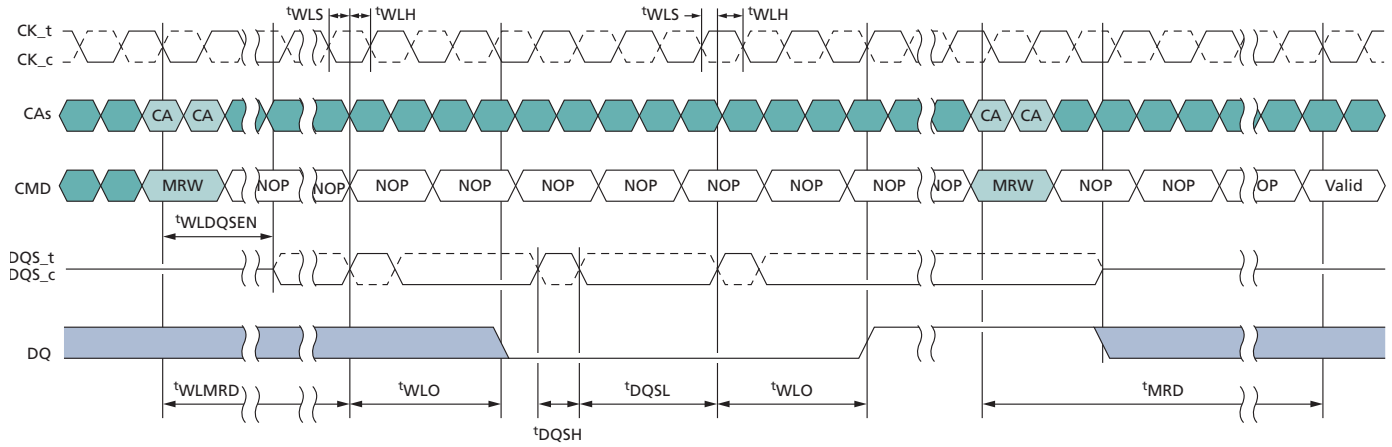 tWLS tWLH tWLS tWLH
CK_t
CK_c
CAs CA CA CA CA
CMD MRW NOP NOP NOP NOP NOP NOP NOP NOP NOP NOP MRW NOP NOP OP Valid
tWLDQSEN
DQS_t
DQS_c
DQ
tWLMRD tWLO tDQSL tWLO tMRD
tDQSH